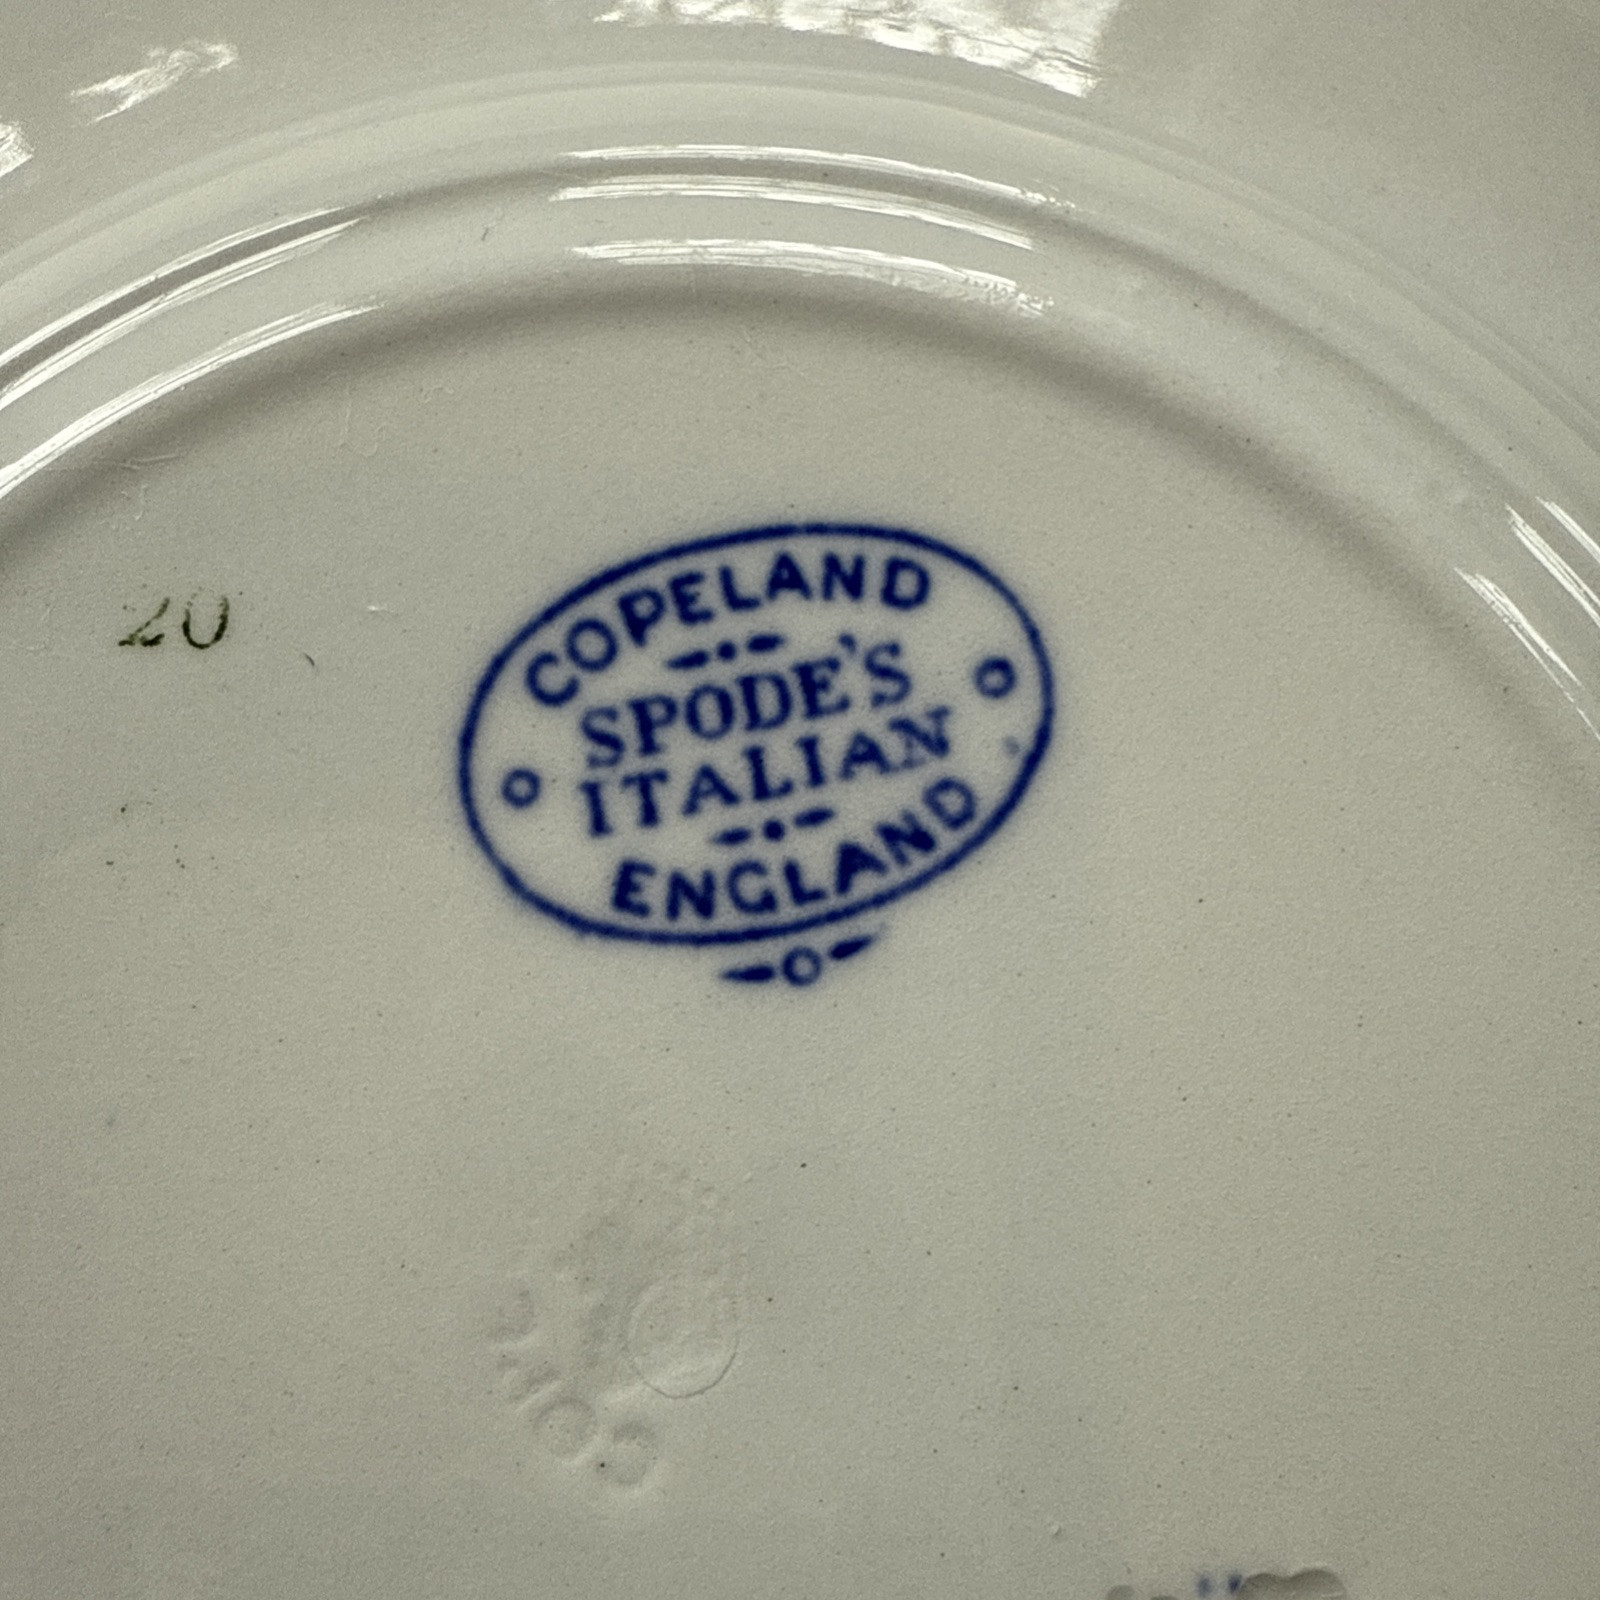 20
COPELAND
SPODE'S
ITALIAN
ENGLAND